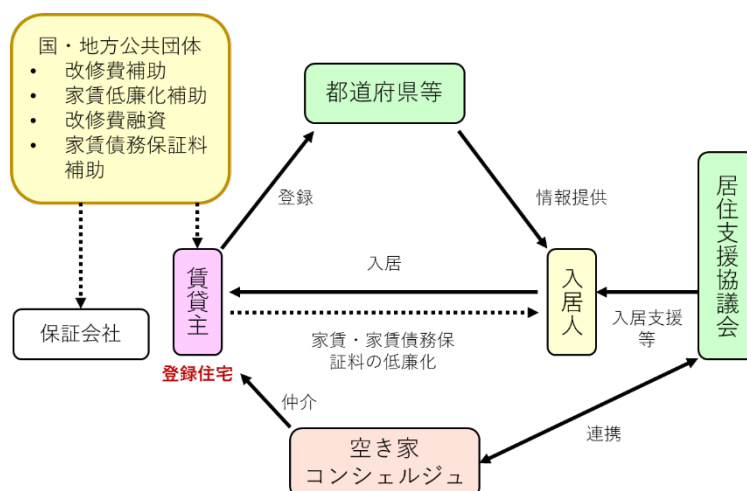 国・地方公共団体
• 改修費補助
• 家賃低廉化補助
• 改修費融資
• 家賃債務保証料
補助
都道府県等
登録
情報提供
居住支援協議会
賃貸主
入居
入居人
入居支援
等
保証会社
家賃・家賃債務保
証料の低廉化
登録住宅
仲介
連携
空き家
コンシェルジュ